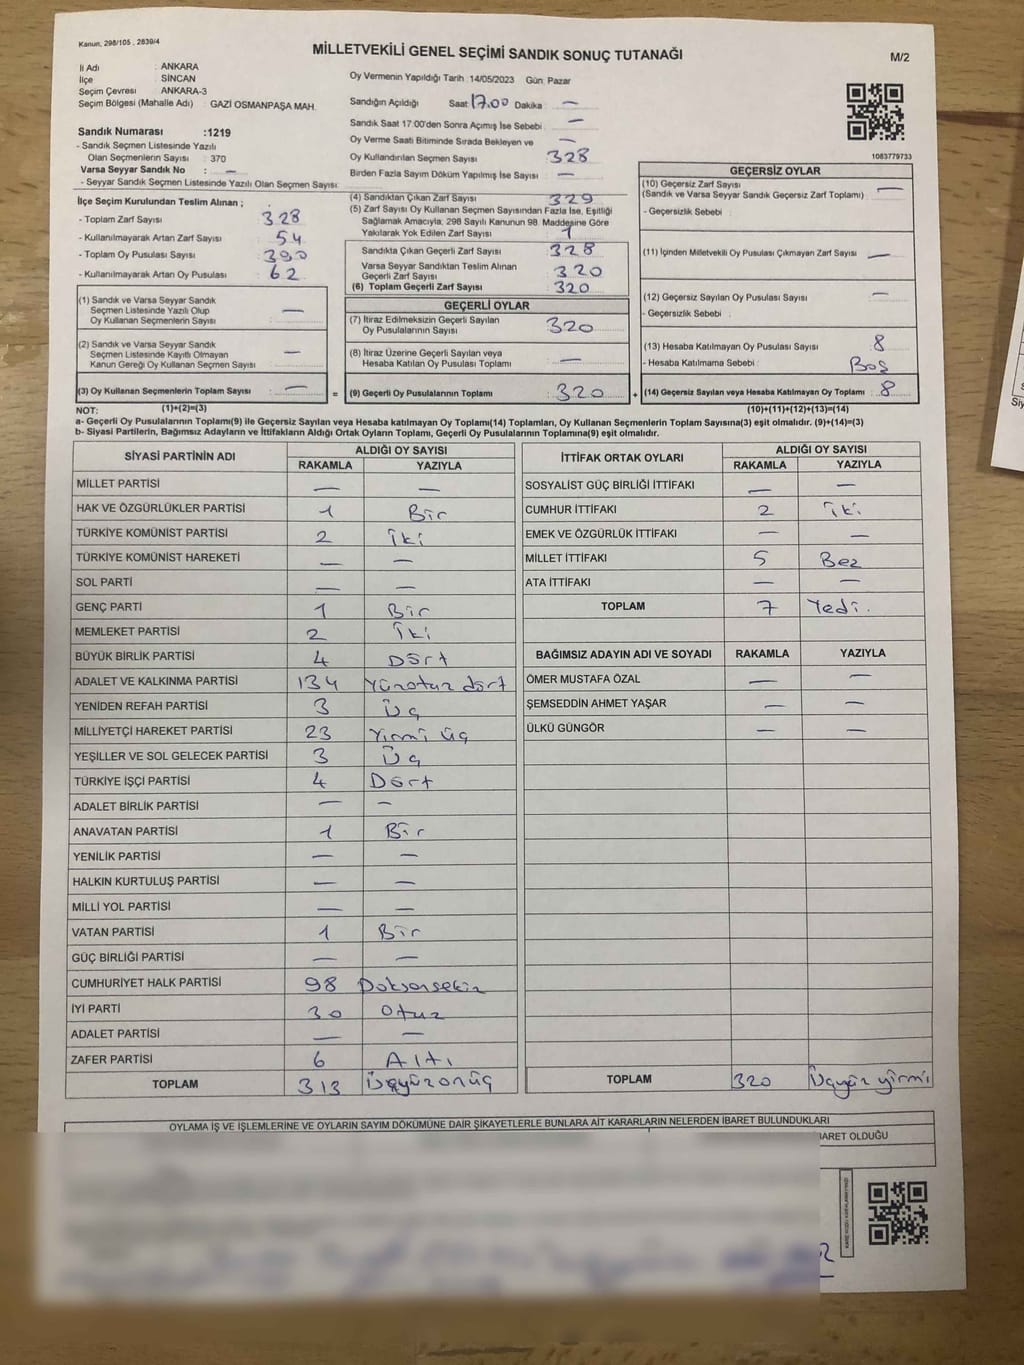 Kanun, 298/105 , 2839/4
MİLLETVEKİLİ GENEL SEÇİMİ SANDIK SONUÇ TUTANAĞI
M/2
İl Adı : ANKARA
İlçe : SİNCAN
Seçim Çevresi : ANKARA-3
Seçim Bölgesi (Mahalle Adı) : GAZİ OSMANPAŞA MAH.
Sandık Numarası :1219
- Sandık Seçmen Listesinde Yazılı
Olan Seçmenlerin Sayısı : 370
Varsa Seyyar Sandık No : —
- Seyyar Sandık Seçmen Listesinde Yazılı Olan Seçmen Sayısı:
Oy Vermenin Yapıldığı Tarih :14/05/2023 Gün: Pazar
Sandığın Açıldığı Saat 17.00 Dakika : —
Sandık Saat 17:00'den Sonra Açımış İse Sebebi : —
Oy Verme Saati Bitiminde Sırada Bekleyen ve —
Oy Kullandırılan Seçmen Sayısı 328
Birden Fazla Sayım Döküm Yapılmış İse Sayısı : —
1083779733
İlçe Seçim Kurulundan Teslim Alınan ;
- Toplam Zarf Sayısı : 328
- Kullanılmayarak Artan Zarf Sayısı : 54
- Toplam Oy Pusulası Sayısı : 390
- Kullanılmayarak Artan Oy Pusulası : 62
(4) Sandıktan Çıkan Zarf Sayısı : 329
(5) Zarf Sayısı Oy Kullanan Seçmen Sayısından Fazla İse, Eşitliği
Sağlamak Amacıyla; 298 Sayılı Kanunun 98. Maddesine Göre
Yakılarak Yok Edilen Zarf Sayısı : 1
Sandıkta Çıkan Geçerli Zarf Sayısı : 328
Varsa Seyyar Sandıktan Teslim Alınan
Geçerli Zarf Sayısı : 320
(6) Toplam Geçerli Zarf Sayısı : 320
GEÇERLİ OYLAR
(7) İtiraz Edilmeksizin Geçerli Sayılan
Oy Pusulalarının Sayısı : 320
(8) İtiraz Üzerine Geçerli Sayılan veya
Hesaba Katılan Oy Pusulası Toplamı : —
(9) Geçerli Oy Pusulalarının Toplamı : 320
(1) Sandık ve Varsa Seyyar Sandık
Seçmen Listesinde Yazılı Olup
Oy Kullanan Seçmenlerin Sayısı : —
(2) Sandık ve Varsa Seyyar Sandık
Seçmen Listesinde Kayıtlı Olmayan
Kanun Gereği Oy Kullanan Seçmen Sayısı : —
(3) Oy Kullanan Seçmenlerin Toplam Sayısı : — =
(1)+(2)=(3)
GEÇERSİZ OYLAR
(10) Geçersiz Zarf Sayısı : —
(Sandık ve Varsa Seyyar Sandık Geçersiz Zarf Toplamı)
- Geçersizlik Sebebi :
(11) İçinden Milletvekili Oy Pusulası Çıkmayan Zarf Sayısı : —
(12) Geçersiz Sayılan Oy Pusulası Sayısı : —
- Geçersizlik Sebebi :
(13) Hesaba Katılmayan Oy Pusulası Sayısı : 8
- Hesaba Katılmama Sebebi : Boş
+ (14) Geçersiz Sayılan veya Hesaba Katılmayan Oy Toplamı : 8
(10)+(11)+(12)+(13)=(14)
NOT:
a- Geçerli Oy Pusulalarının Toplamı(9) ile Geçersiz Sayılan veya Hesaba katılmayan Oy Toplamı(14) Toplamları, Oy Kullanan Seçmenlerin Toplam Sayısına(3) eşit olmalıdır. (9)+(14)=(3)
b- Siyasi Partilerin, Bağımsız Adayların ve İttifakların Aldığı Ortak Oyların Toplamı, Geçerli Oy Pusulalarının Toplamına(9) eşit olmalıdır.
SİYASİ PARTİNİN ADI ALDIĞI OY SAYISI
RAKAMLA YAZIYLA
MİLLET PARTİSİ — —
HAK VE ÖZGÜRLÜKLER PARTİSİ 1 Bir
TÜRKİYE KOMÜNİST PARTİSİ 2 İki
TÜRKİYE KOMÜNİST HAREKETİ — —
SOL PARTİ — —
GENÇ PARTİ 1 Bir
MEMLEKET PARTİSİ 2 İki
BÜYÜK BİRLİK PARTİSİ 4 Dört
ADALET VE KALKINMA PARTİSİ 134 Yüzotuz dört
YENİDEN REFAH PARTİSİ 3 Üç
MİLLİYETÇİ HAREKET PARTİSİ 23 Yirmi üç
YEŞİLLER VE SOL GELECEK PARTİSİ 3 Üç
TÜRKİYE İŞÇİ PARTİSİ 4 Dört
ADALET BİRLİK PARTİSİ — —
ANAVATAN PARTİSİ 1 Bir
YENİLİK PARTİSİ — —
HALKIN KURTULUŞ PARTİSİ — —
MİLLİ YOL PARTİSİ — —
VATAN PARTİSİ 1 Bir
GÜÇ BİRLİĞİ PARTİSİ — —
CUMHURİYET HALK PARTİSİ 98 Doksansekiz
İYİ PARTİ 30 Otuz
ADALET PARTİSİ — —
ZAFER PARTİSİ 6 Altı
TOPLAM 313 Üçyüzonüç
İTTİFAK ORTAK OYLARI ALDIĞI OY SAYISI
RAKAMLA YAZIYLA
SOSYALİST GÜÇ BİRLİĞİ İTTİFAKI — —
CUMHUR İTTİFAKI 2 İki
EMEK VE ÖZGÜRLÜK İTTİFAKI — —
MİLLET İTTİFAKI 5 Beş
ATA İTTİFAKI — —
TOPLAM 7 Yedi.
BAĞIMSIZ ADAYIN ADI VE SOYADI RAKAMLA YAZIYLA
ÖMER MUSTAFA ÖZAL — —
ŞEMSEDDİN AHMET YAŞAR — —
ÜLKÜ GÜNGÖR — —
TOPLAM 320 Üçyüz yirmi
OYLAMA İŞ VE İŞLEMLERİNE VE OYLARIN SAYIM DÖKÜMÜNE DAİR ŞİKAYETLERLE BUNLARA AİT KARARLARIN NELERDEN İBARET BULUNDUKLARI
BARET OLDUĞU